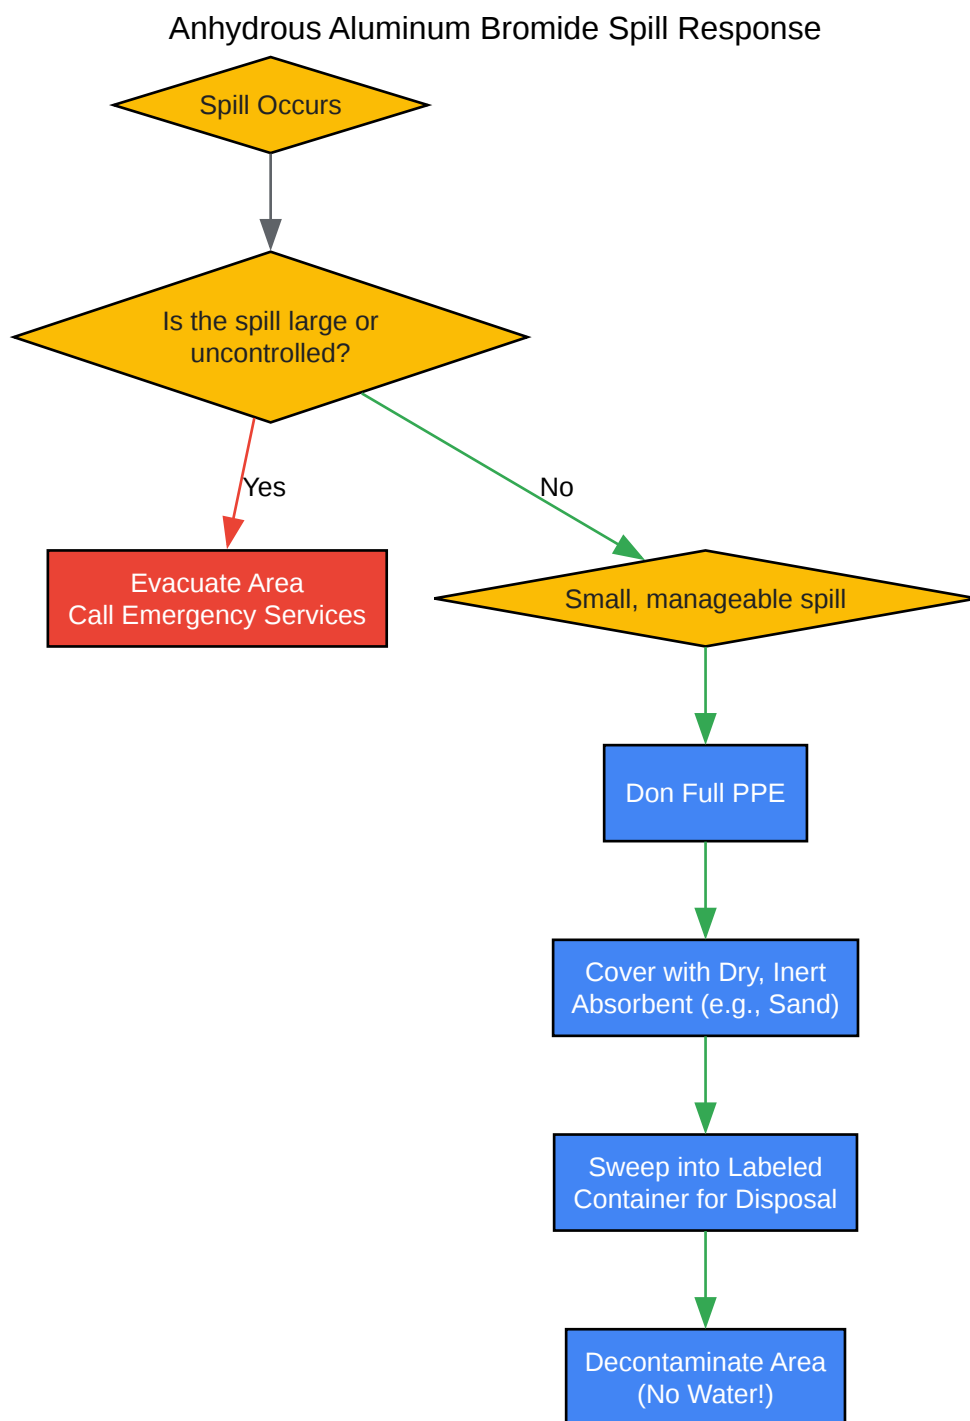 Anhydrous Aluminum Bromide Spill Response
Spill Occurs
Is the spill large or
uncontrolled?
Yes
No
Evacuate Area
Call Emergency Services
Small, manageable spill
Don Full PPE
Cover with Dry, Inert
Absorbent (e.g., Sand)
Sweep into Labeled
Container for Disposal
Decontaminate Area
(No Water!)